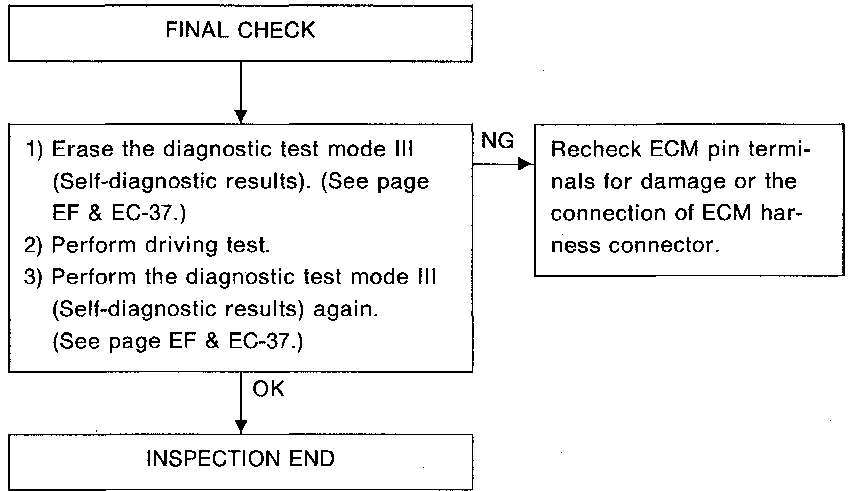 FINAL CHECK
1) Erase the diagnostic test mode III
(Self-diagnostic results). (See page
EF & EC-37.)
2) Perform driving test.
3) Perform the diagnostic test mode III
(Self-diagnostic results) again.
(See page EF & EC-37.)
NG
Recheck ECM pin termi-
nals for damage or the
connection of ECM har-
ness connector.
OK
INSPECTION END